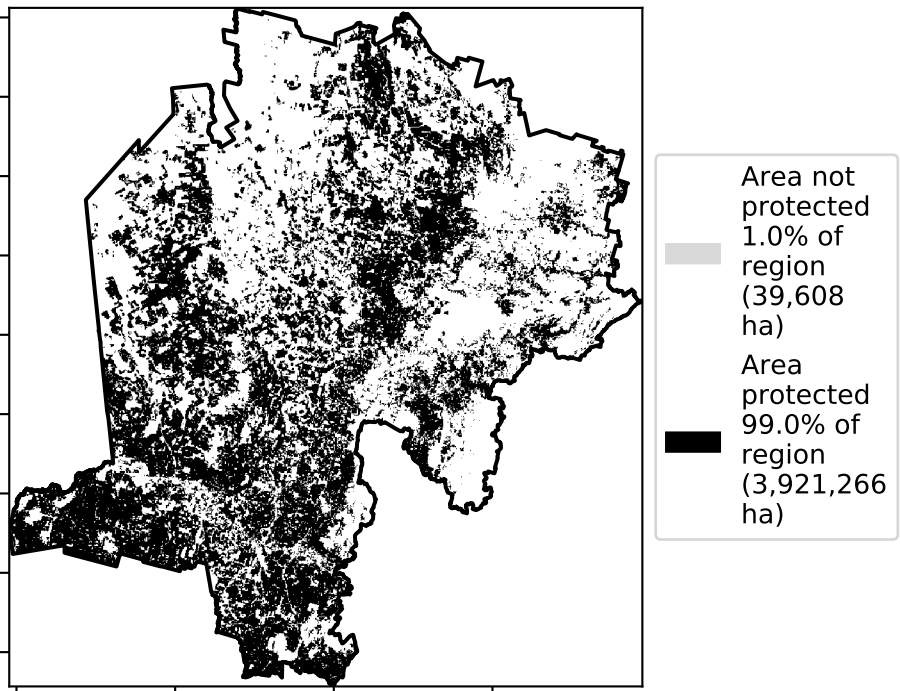 Area not
protected
1.0% of
region
(39,608
ha)
Area
protected
99.0% of
region
(3,921,266
ha)